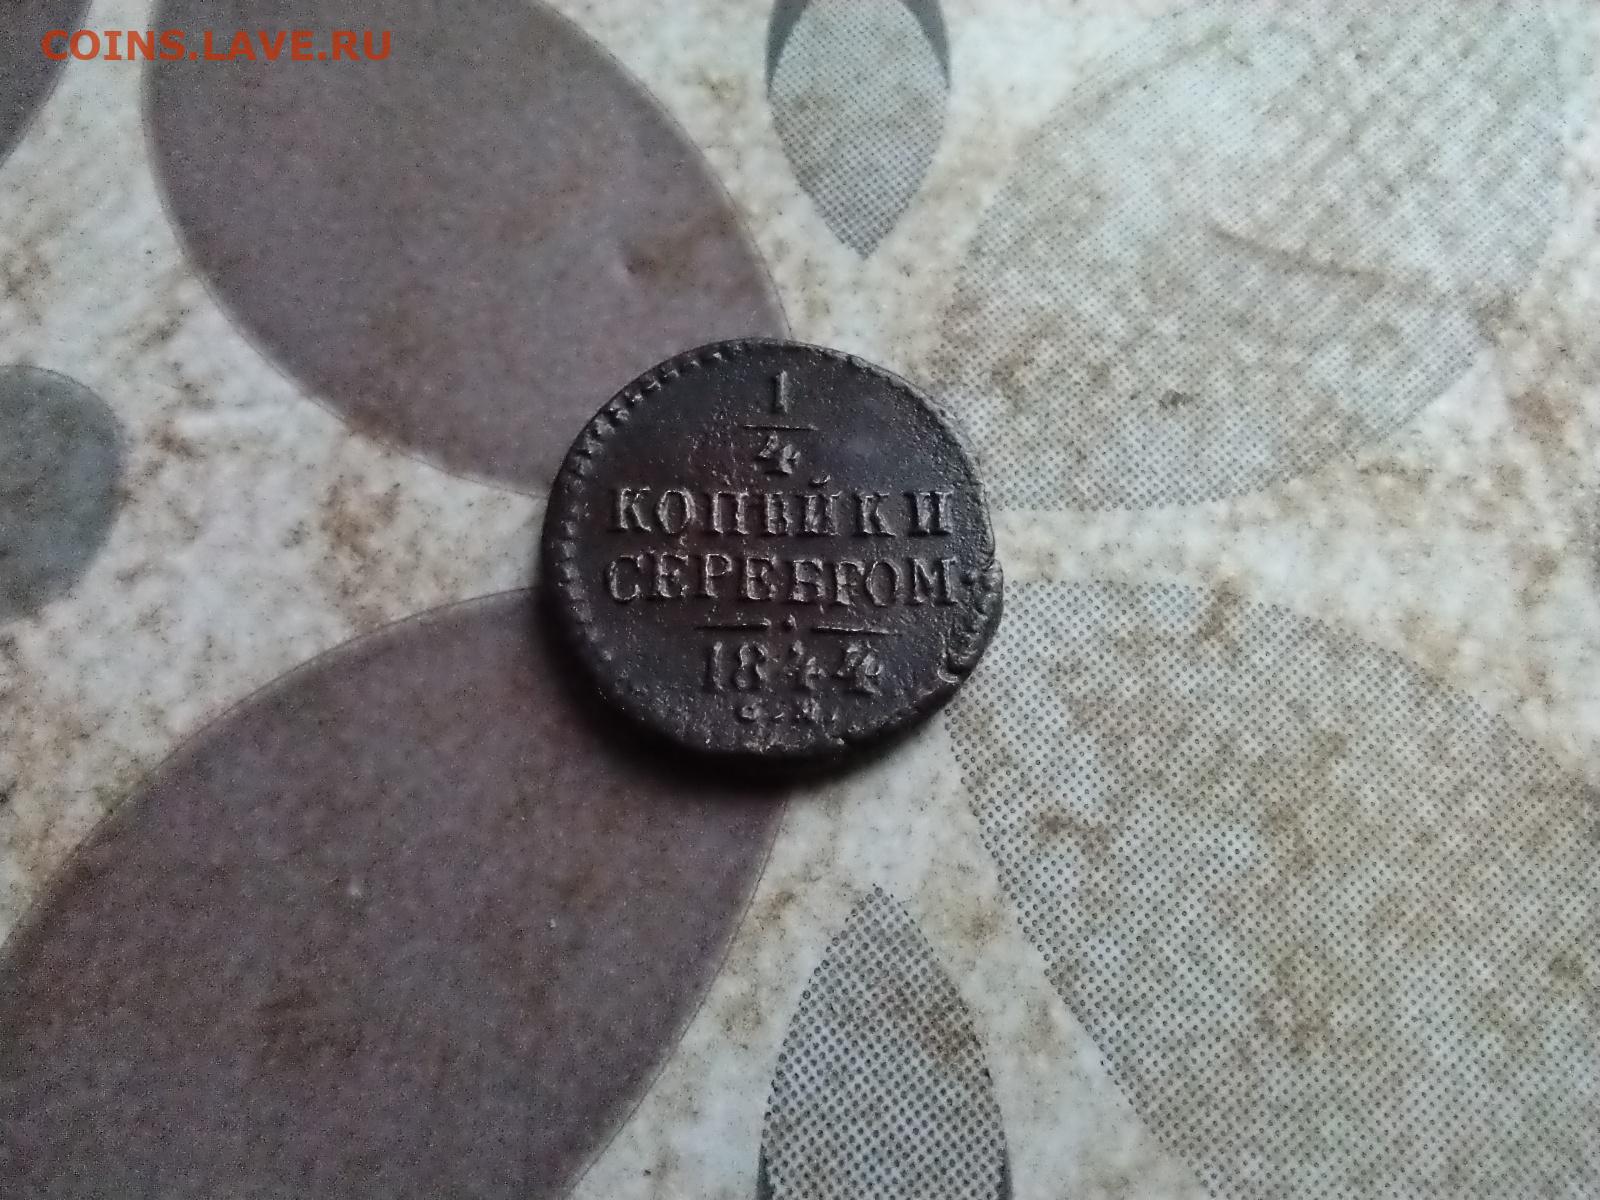 COINS.LAVE.RU
1
4
КОПѢЙКИ
СЕРЕБРОМ
1844
С.М.